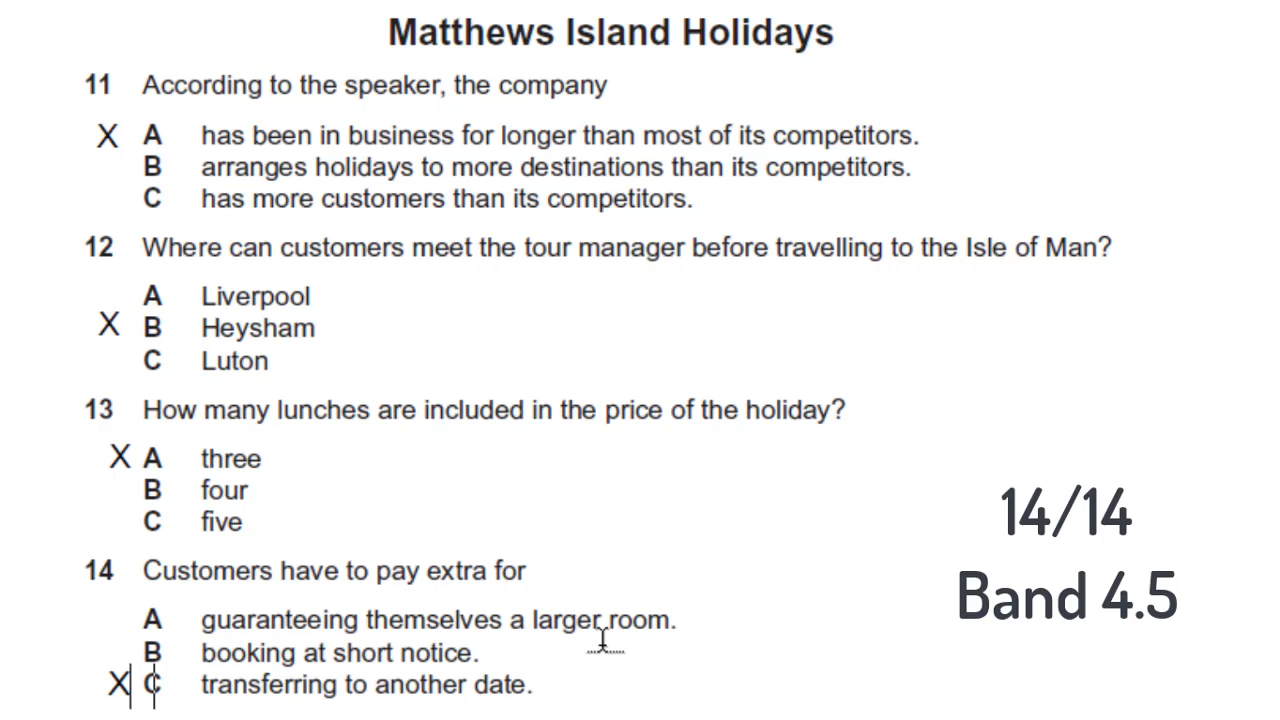 Matthews Island Holidays
11 According to the speaker, the company
X A has been in business for longer than most of its competitors.
B arranges holidays to more destinations than its competitors.
C has more customers than its competitors.
12 Where can customers meet the tour manager before travelling to the Isle of Man?
A Liverpool
X B Heysham
C Luton
13 How many lunches are included in the price of the holiday?
X A three
B four
C five
14 Customers have to pay extra for
A guaranteeing themselves a larger room.
B booking at short notice.
X C transferring to another date.
14/14
Band 4.5